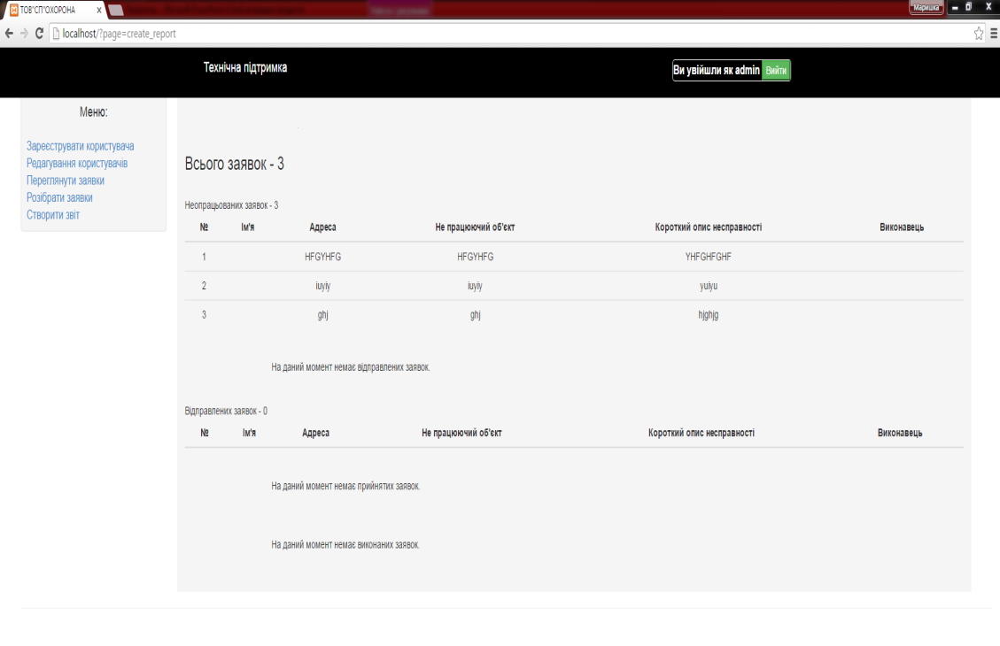 ТОВ"СП"ОХОРОНА
Маришка
localhost/?page=create_report
Технічна підтримка
Ви увійшли як admin Вийти
Меню:
Зареєструвати користувача
Редагування користувачів
Переглянути заявки
Розібрати заявки
Створити звіт
Всього заявок - 3
Неопрацьованих заявок - 3
№ Ім'я Адреса Не працюючий об'єкт Короткий опис несправності Виконавець
1 HFGYHFG HFGYHFG YHFGHFGHF
2 iuyiy iuyiy yuiyu
3 ghj ghj hjghjg
На даний момент немає відправлених заявок.
Відправлених заявок - 0
№ Ім'я Адреса Не працюючий об'єкт Короткий опис несправності Виконавець
На даний момент немає прийнятих заявок.
На даний момент немає виконаних заявок.